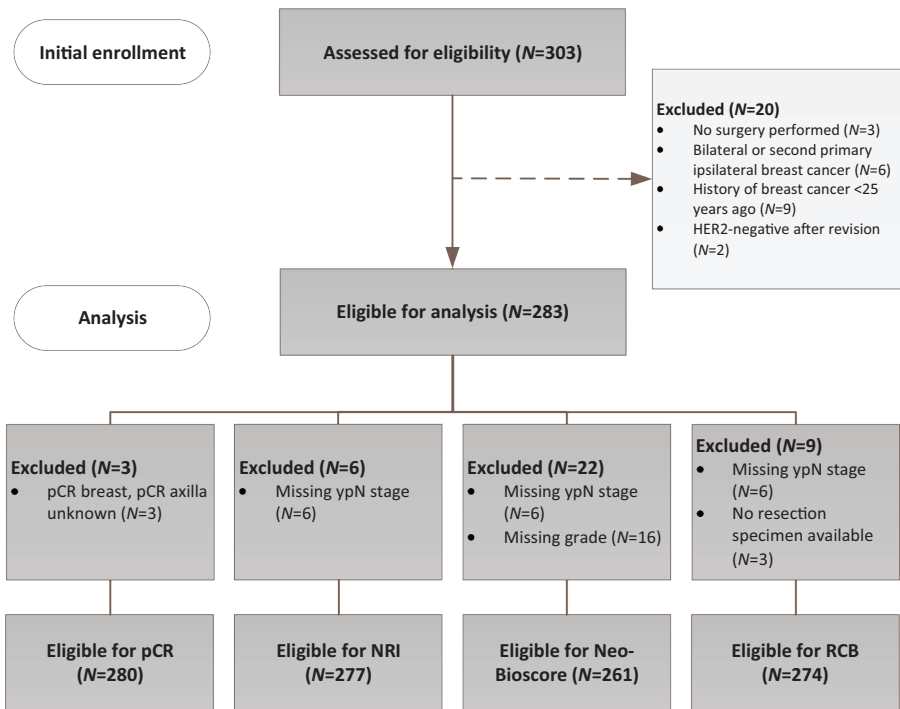 Initial enrollment
Assessed for eligibility (N=303)
Excluded (N=20)
• No surgery performed (N=3)
• Bilateral or second primary
ipsilateral breast cancer (N=6)
• History of breast cancer <25
years ago (N=9)
• HER2-negative after revision
(N=2)
Analysis
Eligible for analysis (N=283)
Excluded (N=3)
• pCR breast, pCR axilla
unknown (N=3)
Excluded (N=6)
• Missing ypN stage
(N=6)
Excluded (N=22)
• Missing ypN stage
(N=6)
• Missing grade (N=16)
Excluded (N=9)
• Missing ypN stage
(N=6)
• No resection
specimen available
(N=3)
Eligible for pCR
(N=280)
Eligible for NRI
(N=277)
Eligible for Neo-
Bioscore (N=261)
Eligible for RCB
(N=274)